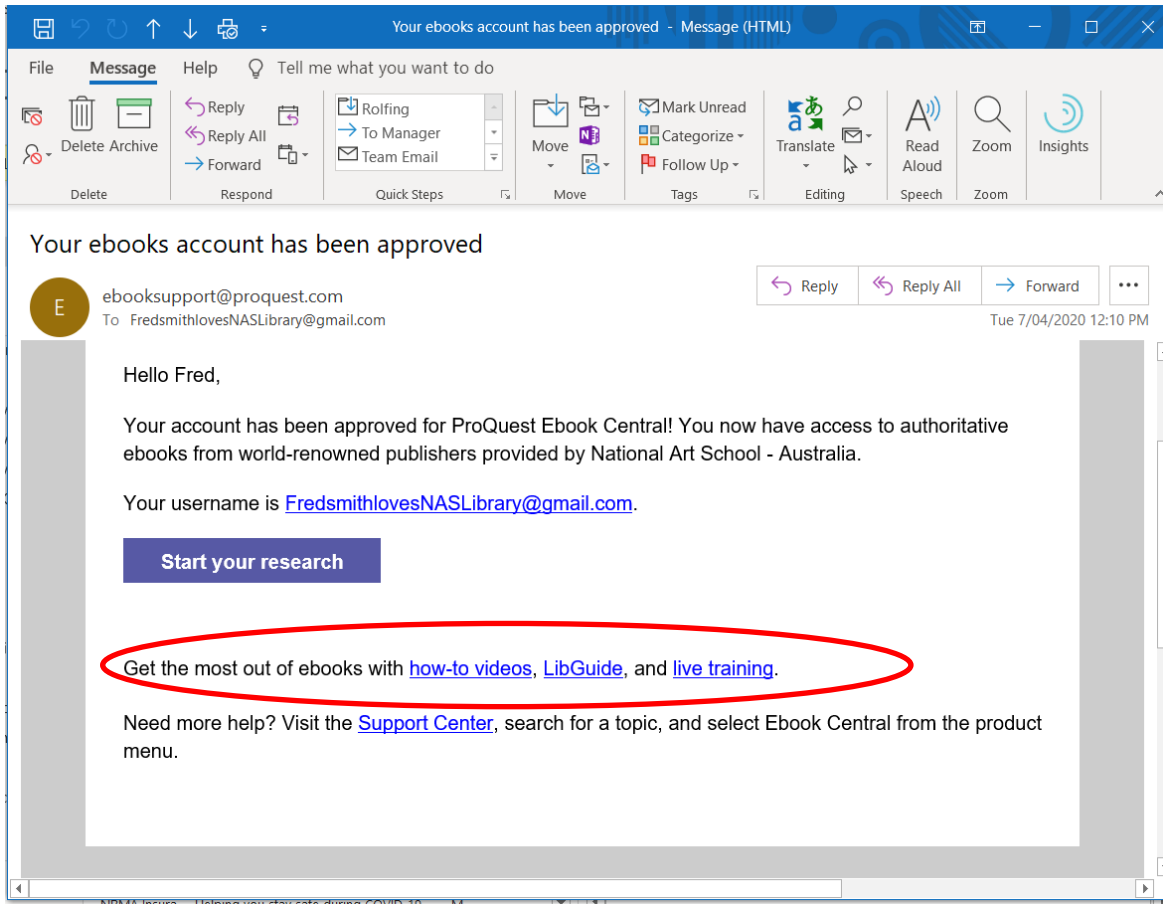 Your ebooks account has been approved - Message (HTML)
File Message Help Tell me what you want to do
Delete Archive
Reply
Reply All
Forward
Rolfing
To Manager
Team Email
Move
Mark Unread
Categorize
Follow Up
Translate
Read Aloud
Zoom
Insights
Delete Respond Quick Steps Move Tags Editing Speech Zoom
Your ebooks account has been approved
E
ebooksupport@proquest.com
To FredsmithlovesNASLibrary@gmail.com
Reply Reply All Forward
Tue 7/04/2020 12:10 PM
Hello Fred,
Your account has been approved for ProQuest Ebook Central! You now have access to authoritative
ebooks from world-renowned publishers provided by National Art School - Australia.
Your username is FredsmithlovesNASLibrary@gmail.com.
Start your research
Get the most out of ebooks with how-to videos, LibGuide, and live training.
Need more help? Visit the Support Center, search for a topic, and select Ebook Central from the product
menu.